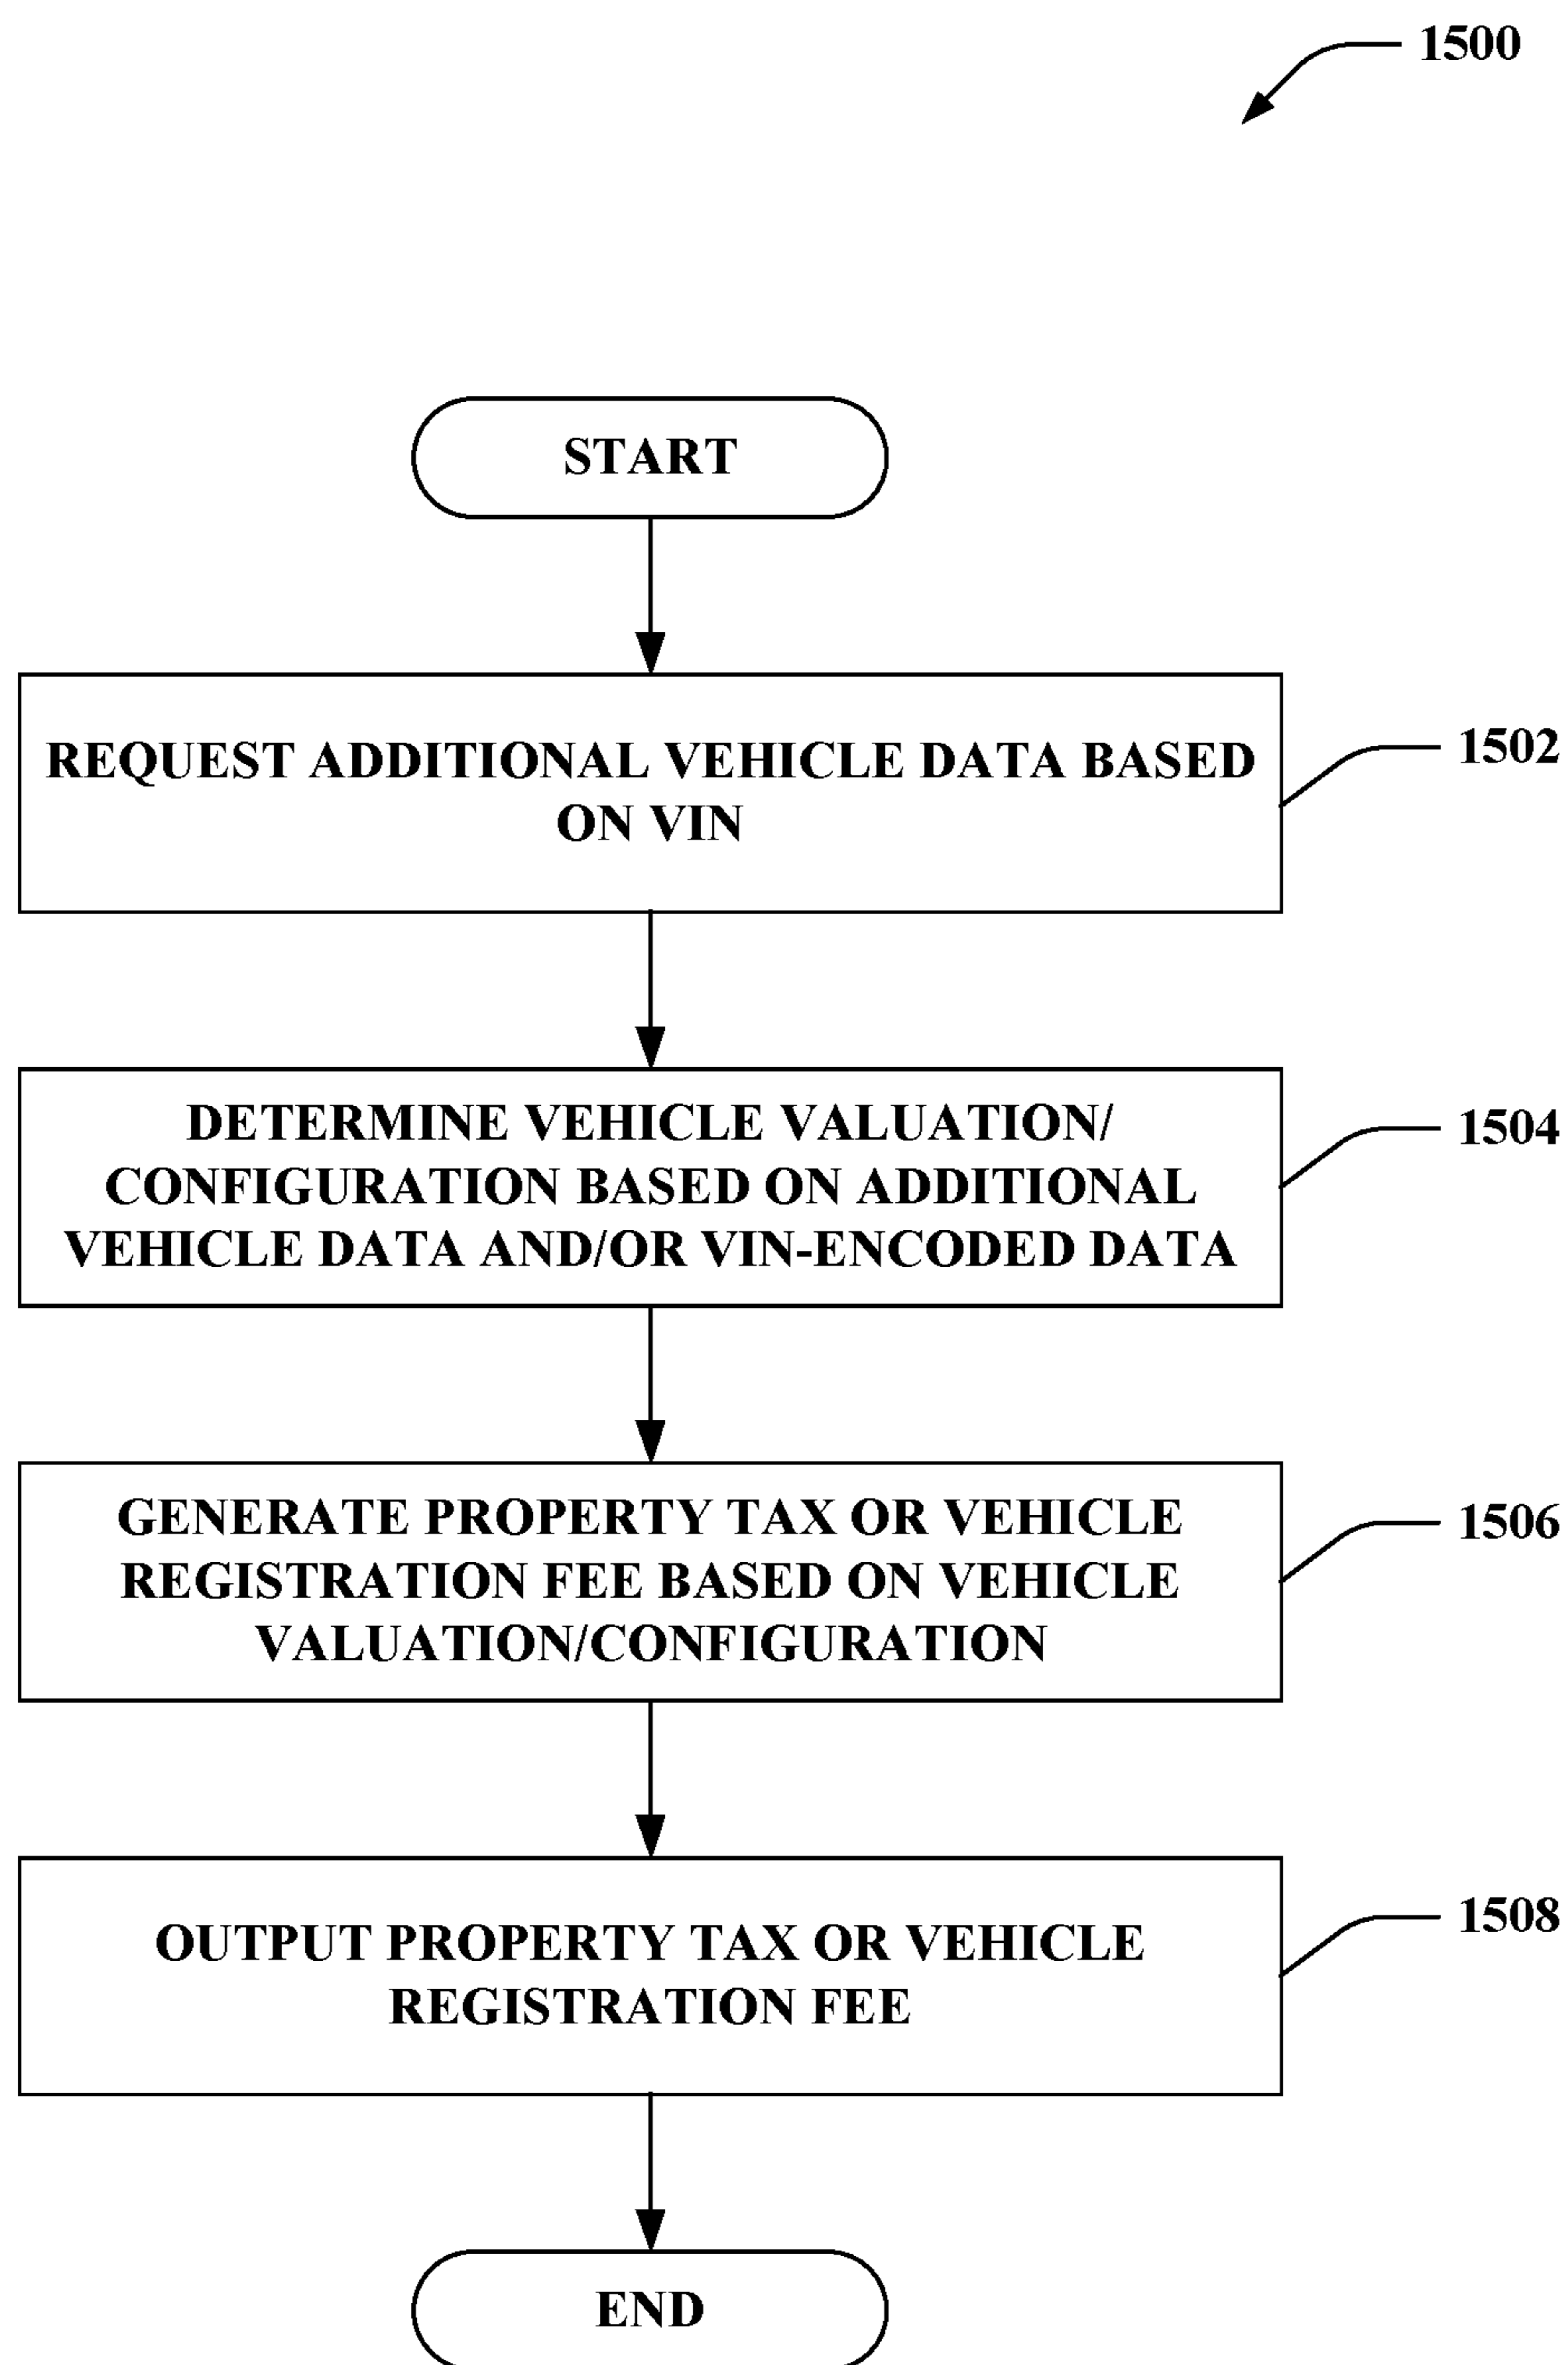 1500
START
REQUEST ADDITIONAL VEHICLE DATA BASED
ON VIN
1502
DETERMINE VEHICLE VALUATION/
CONFIGURATION BASED ON ADDITIONAL
VEHICLE DATA AND/OR VIN-ENCODED DATA
1504
GENERATE PROPERTY TAX OR VEHICLE
REGISTRATION FEE BASED ON VEHICLE
VALUATION/CONFIGURATION
1506
OUTPUT PROPERTY TAX OR VEHICLE
REGISTRATION FEE
1508
END